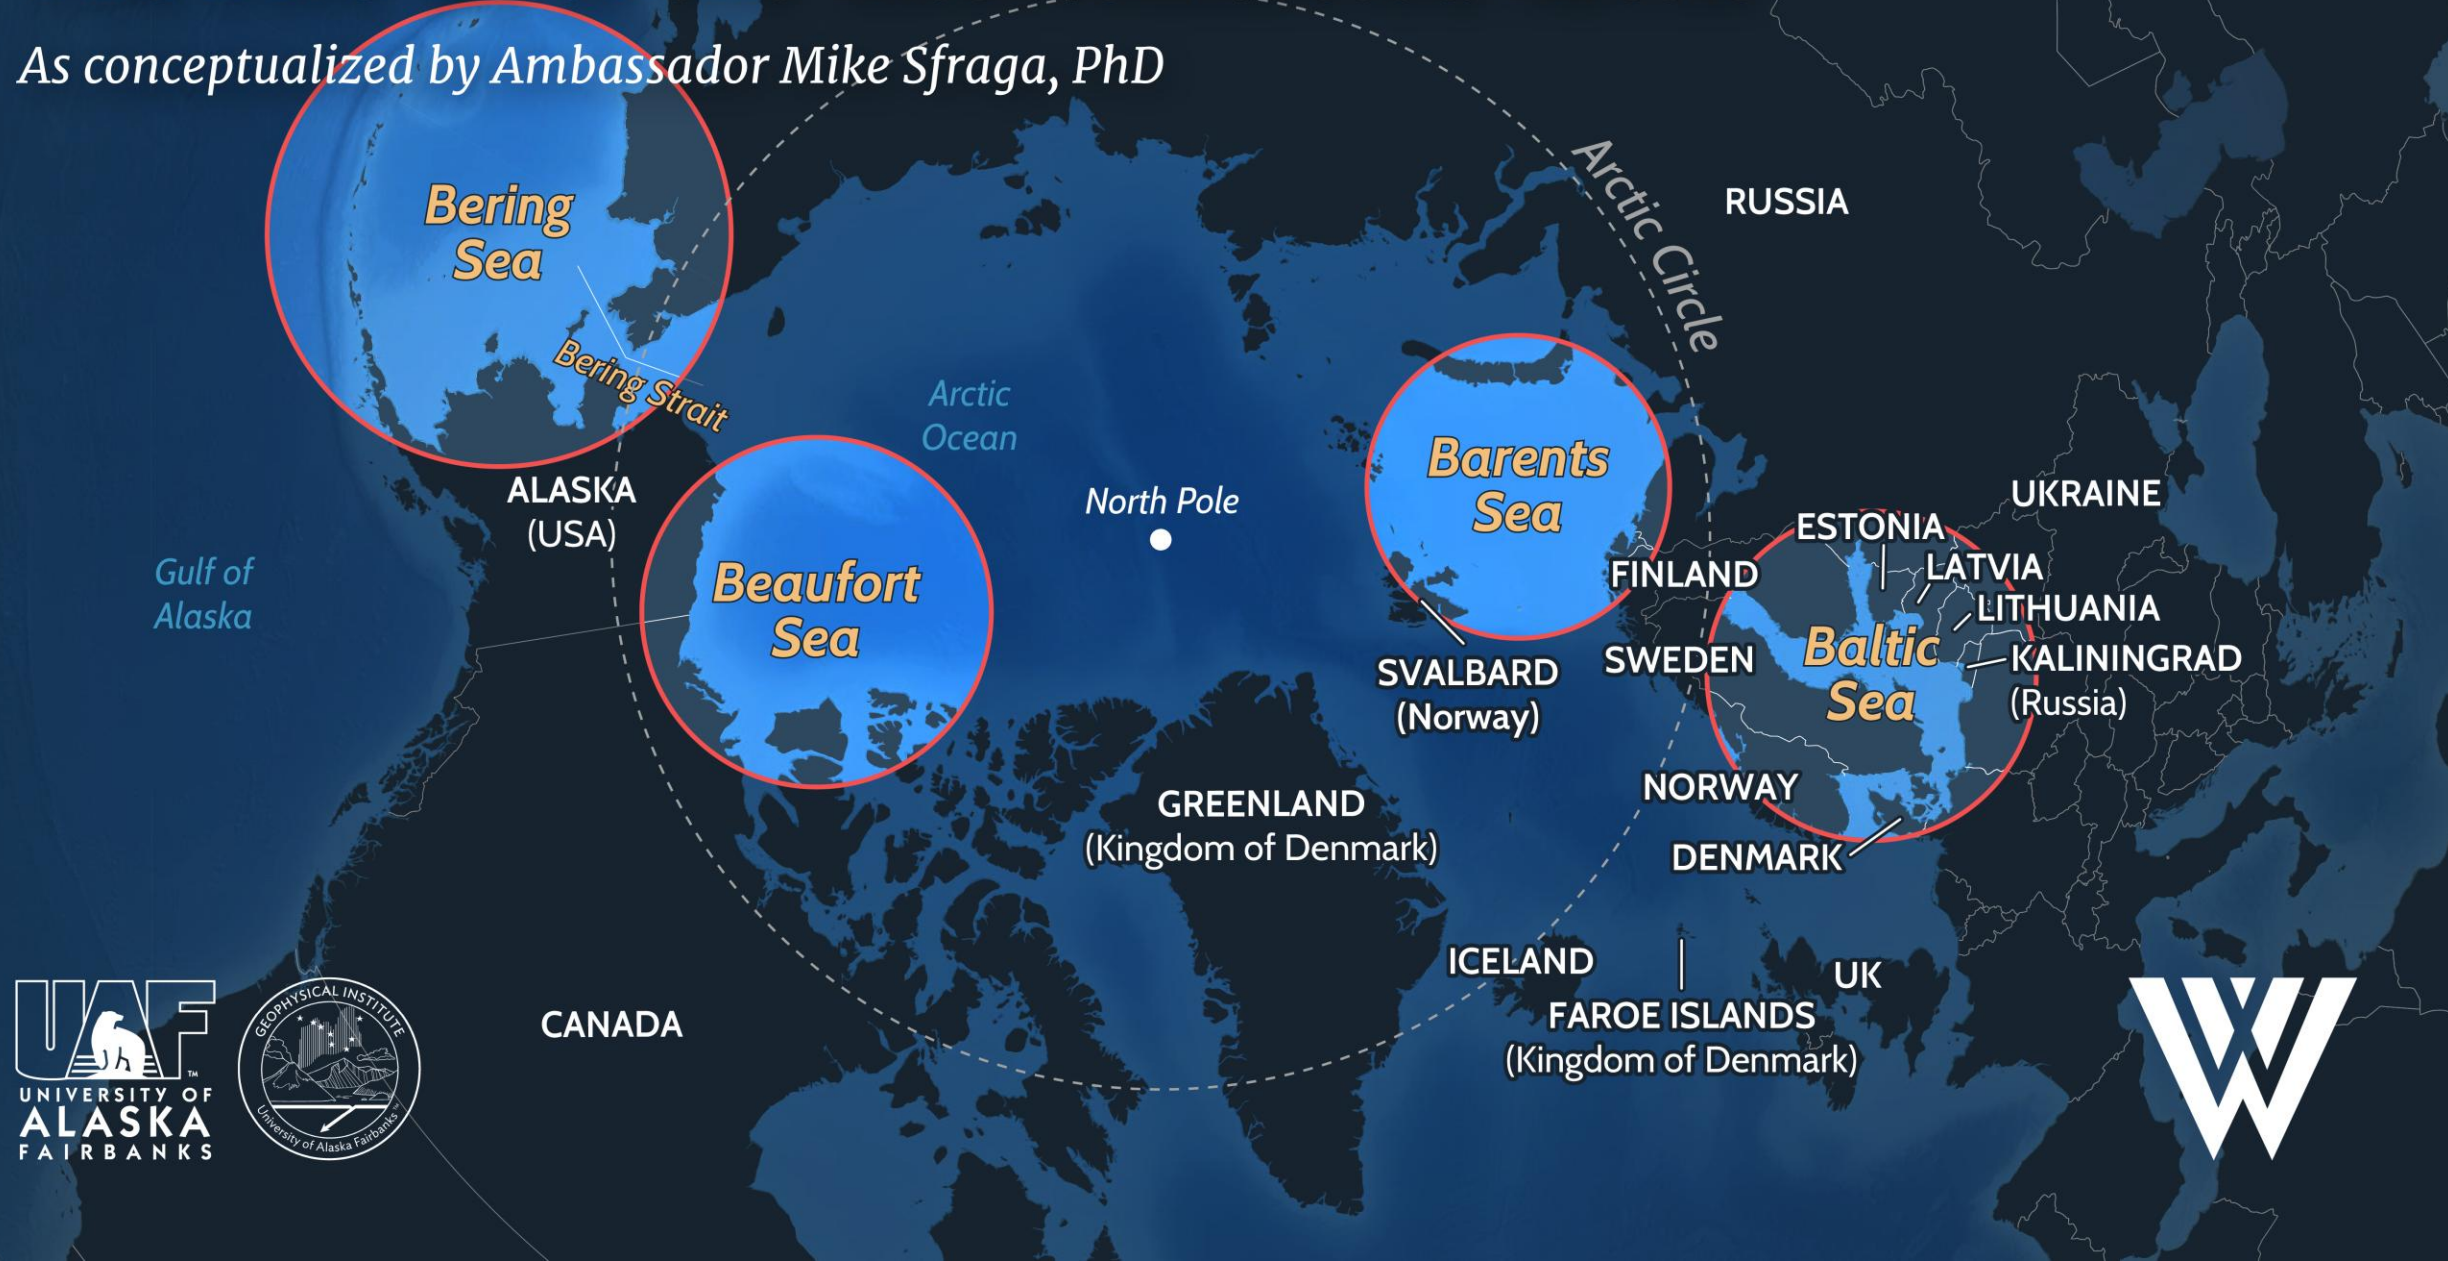 As conceptualized by Ambassador Mike Sfraga, PhD
Bering
Sea
Bering Strait
Arctic Circle
RUSSIA
Arctic
Ocean
North Pole
Barents
Sea
ALASKA
(USA)
Gulf of
Alaska
Beaufort
Sea
UKRAINE
ESTONIA
LATVIA
FINLAND
LITHUANIA
Baltic
Sea
KALININGRAD
(Russia)
SWEDEN
SVALBARD
(Norway)
NORWAY
DENMARK
GREENLAND
(Kingdom of Denmark)
ICELAND
FAROE ISLANDS
(Kingdom of Denmark)
UK
CANADA
UAF
TM
UNIVERSITY OF
ALASKA
FAIRBANKS
GEOPHYSICAL INSTITUTE
University of Alaska Fairbanks™
W